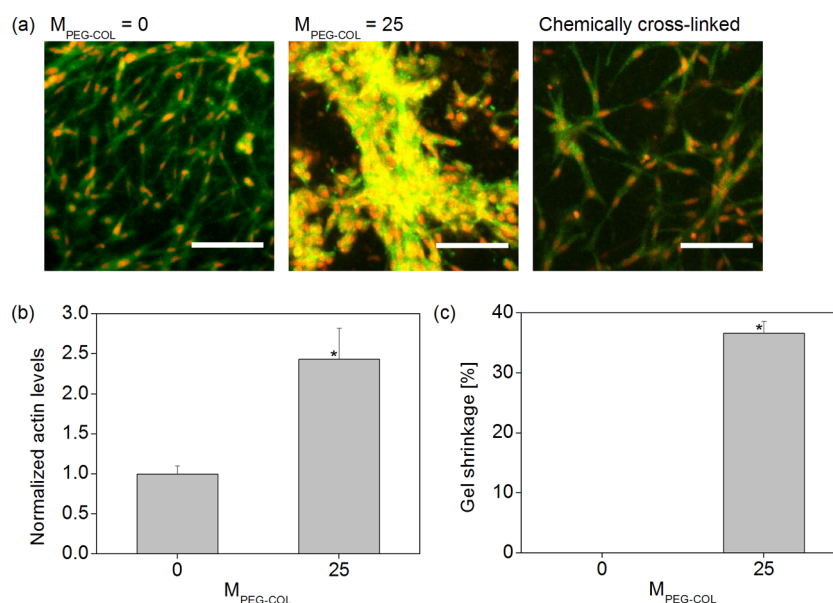 (a) M_PEG-COL = 0 M_PEG-COL = 25 Chemically cross-linked
(b)
3.0
2.5
2.0
1.5
1.0
0.5
0.0
Normalized actin levels
*
0 25
M_PEG-COL
(c)
40
30
20
10
0
Gel shrinkage [%]
*
0 25
M_PEG-COL